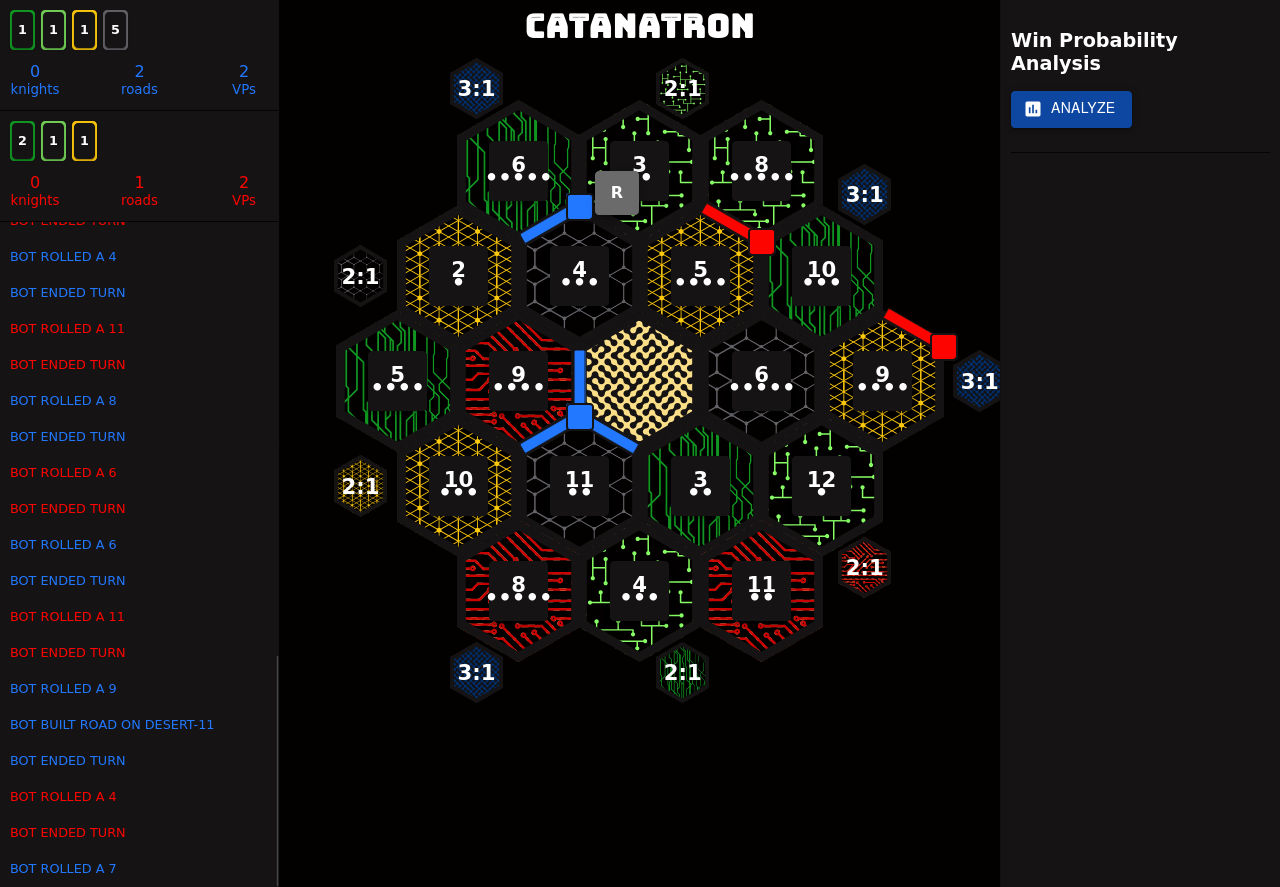 1 1 1 5
0 2 2
knights roads VPs
2 1 1
0 1 2
knights roads VPs
BOT ENDED TURN
BOT ROLLED A 4
BOT ENDED TURN
BOT ROLLED A 11
BOT ENDED TURN
BOT ROLLED A 8
BOT ENDED TURN
BOT ROLLED A 6
BOT ENDED TURN
BOT ROLLED A 6
BOT ENDED TURN
BOT ROLLED A 11
BOT ENDED TURN
BOT ROLLED A 9
BOT BUILT ROAD ON DESERT-11
BOT ENDED TURN
BOT ROLLED A 4
BOT ENDED TURN
BOT ROLLED A 7
CATANATRON
3:1 2:1
6 3 8
R 3:1
2:1 2 4 5 10
5 9 6 9 3:1
2:1 10 11 3 12
8 4 11 2:1
3:1 2:1
Win Probability
Analysis
ANALYZE